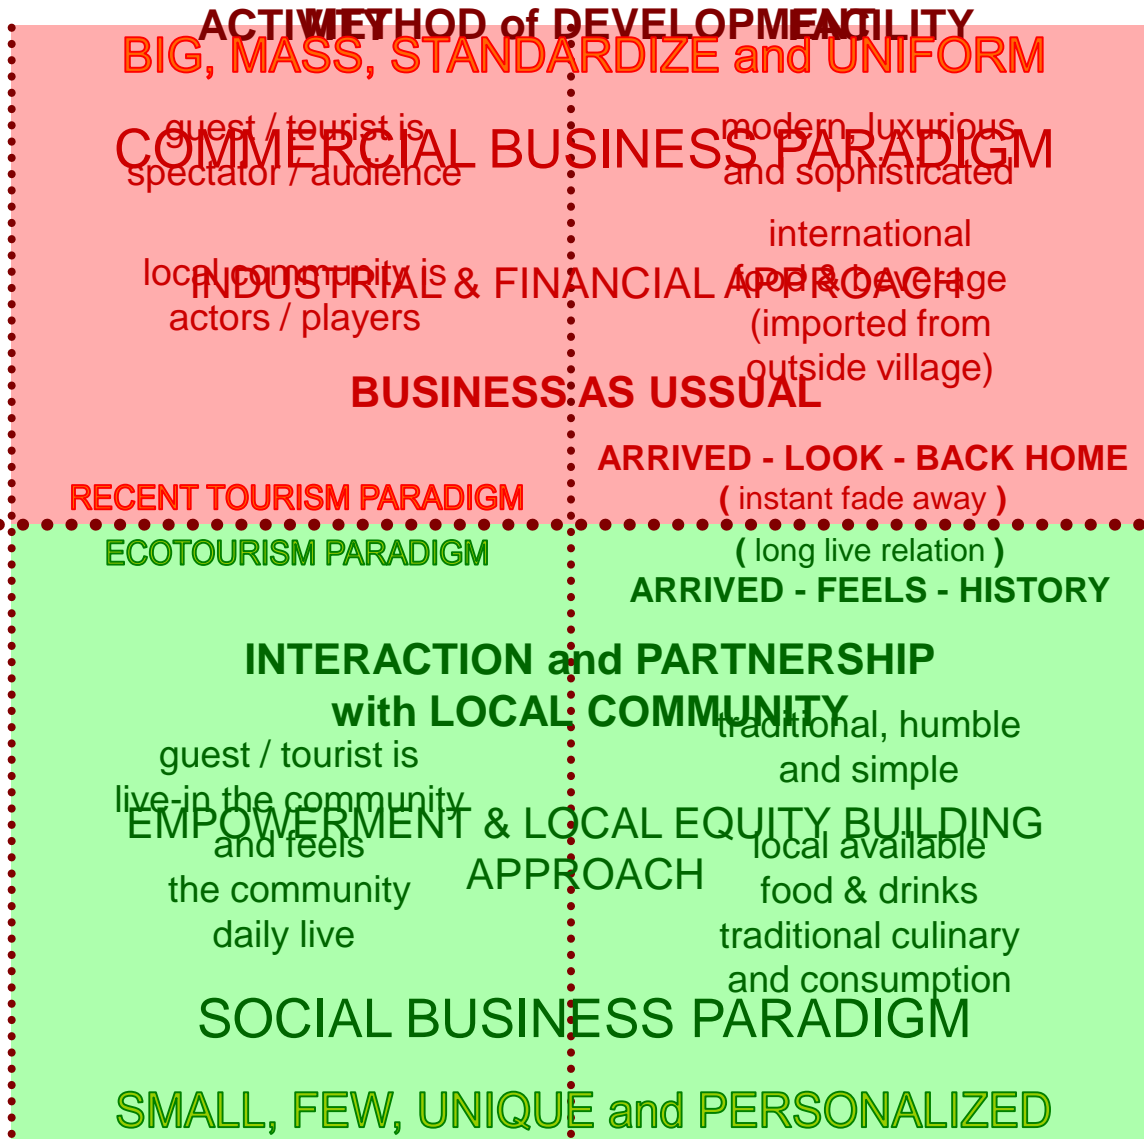 ACTIVITY
METHOD of DEVELOPMENT
FACILITY
BIG, MASS, STANDARDIZE and UNIFORM
guest / tourist is
spectator / audience
modern, luxurious
and sophisticated
COMMERCIAL BUSINESS PARADIGM
local community is
actors / players
international
food & beverage
(imported from
outside village)
INDUSTRIAL & FINANCIAL APPROACH
BUSINESS AS USSUAL
ARRIVED - LOOK - BACK HOME
( instant fade away )
RECENT TOURISM PARADIGM
ECOTOURISM PARADIGM
( long live relation )
ARRIVED - FEELS - HISTORY
INTERACTION and PARTNERSHIP
with LOCAL COMMUNITY
guest / tourist is
live-in the community
and feels
the community
daily live
traditional, humble
and simple
EMPOWERMENT & LOCAL EQUITY BUILDING
APPROACH
local available
food & drinks
traditional culinary
and consumption
SOCIAL BUSINESS PARADIGM
SMALL, FEW, UNIQUE and PERSONALIZED